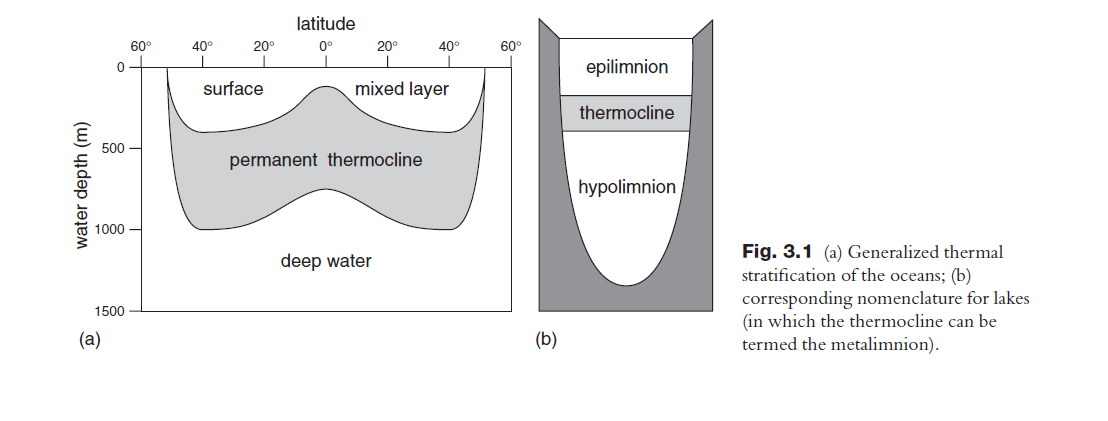 latitude
60° 40° 20° 0° 20° 40° 60°
0
surface mixed layer
500
permanent thermocline
1000
deep water
1500
water depth (m)
(a)
epilimnion
thermocline
hypolimnion
(b)
Fig. 3.1 (a) Generalized thermal
stratification of the oceans; (b)
corresponding nomenclature for lakes
(in which the thermocline can be
termed the metalimnion).